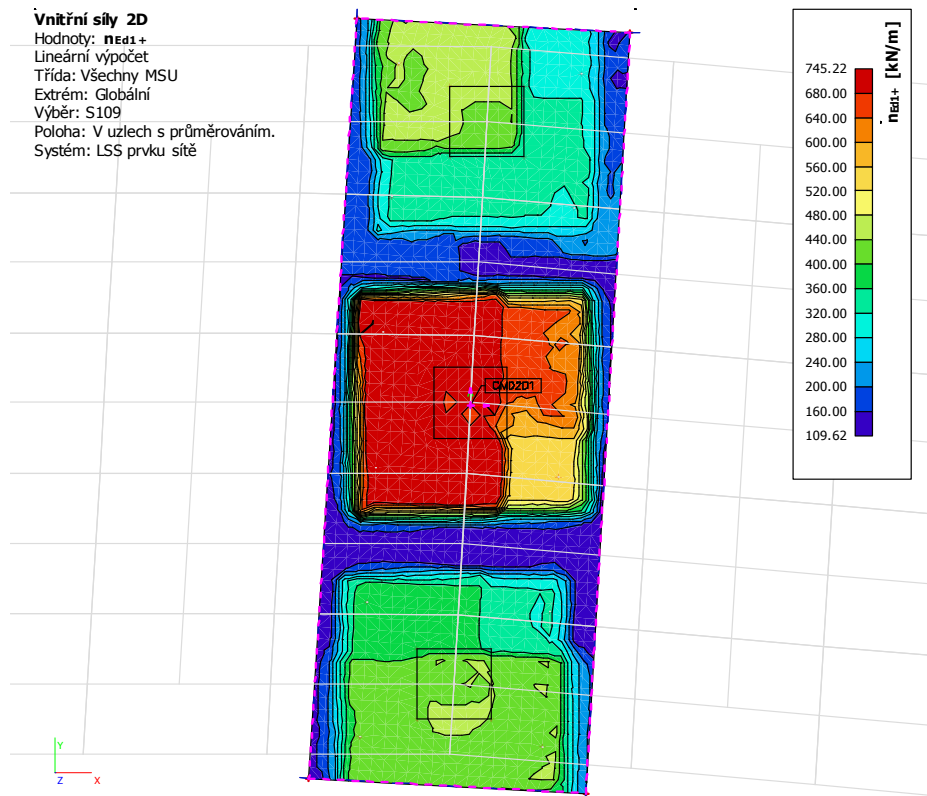 Vnitřní síly 2D
Hodnoty: nEd1+
Lineární výpočet
Třída: Všechny MSU
Extrém: Globální
Výběr: S109
Poloha: V uzlech s průměrováním.
Systém: LSS prvku sítě
745.22
680.00
640.00
600.00
560.00
520.00
480.00
440.00
400.00
360.00
320.00
280.00
240.00
200.00
160.00
109.62
nEd1+ [kN/m]
Y
Z X